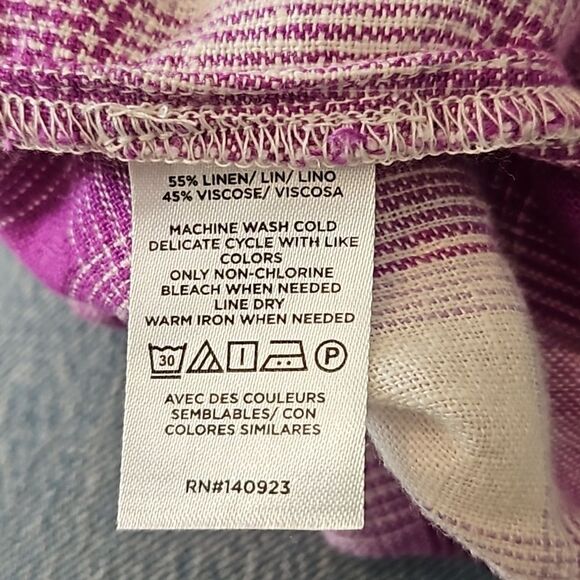 55% LINEN/ LIN/ LINO
45% VISCOSE/ VISCOSA
MACHINE WASH COLD
DELICATE CYCLE WITH LIKE
COLORS
ONLY NON-CHLORINE
BLEACH WHEN NEEDED
LINE DRY
WARM IRON WHEN NEEDED
30 P
AVEC DES COULEURS
SEMBLABLES/ CON
COLORES SIMILARES
RN#140923